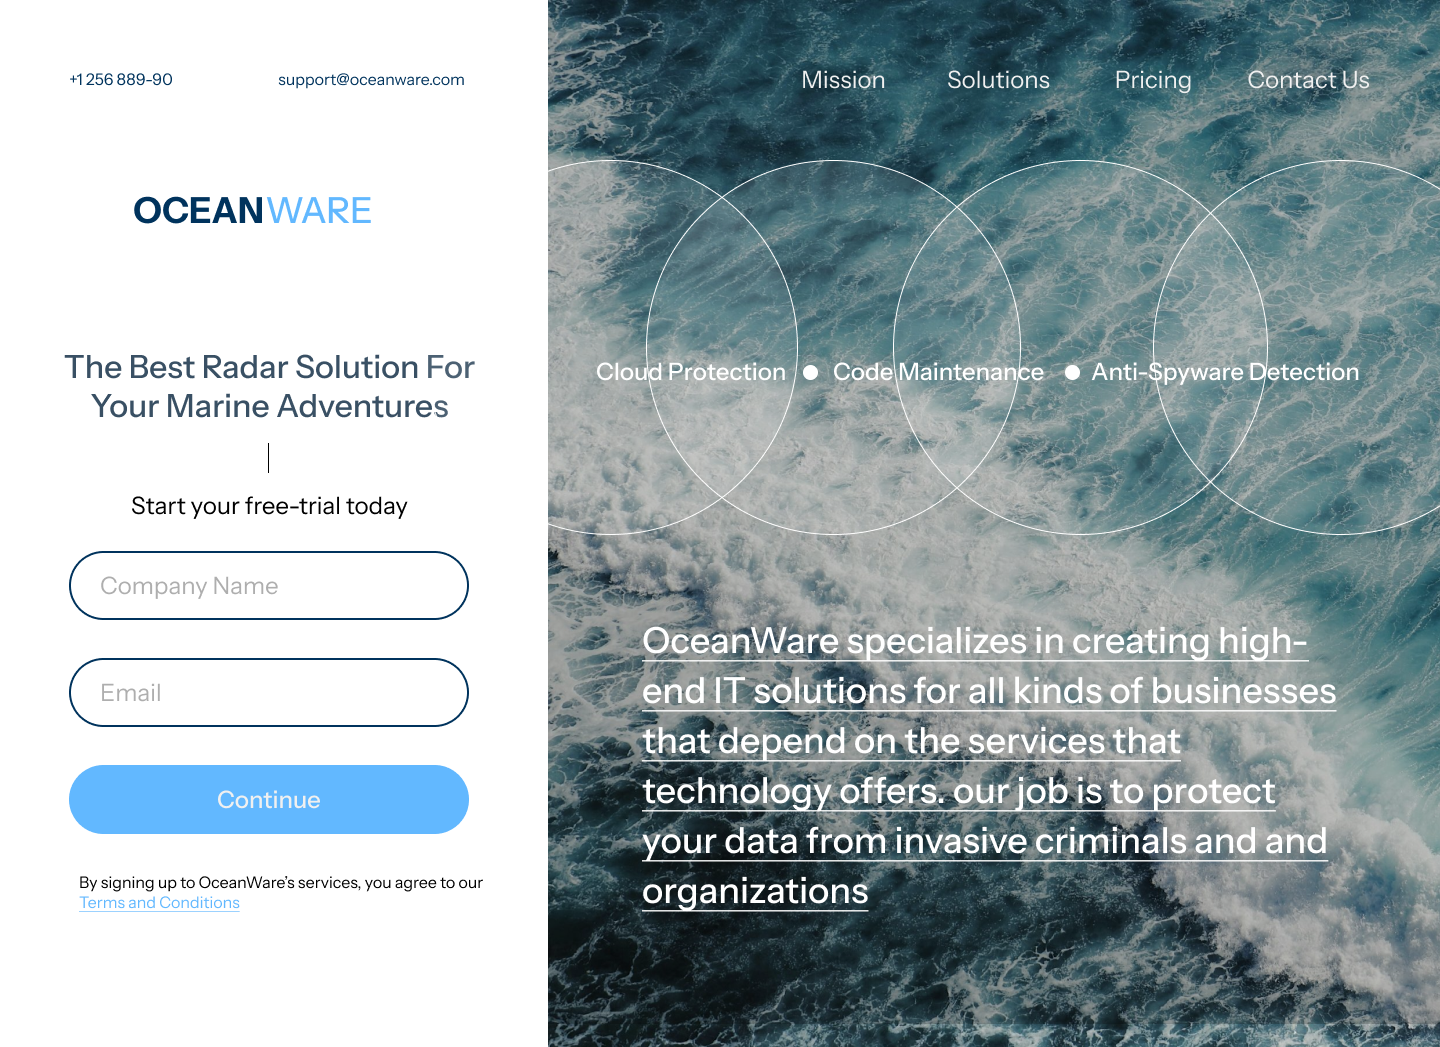 +1 256 889-90
support@oceanware.com
Mission
Solutions
Pricing
Contact Us
OCEANWARE
The Best Radar Solution For
Your Marine Adventures
Start your free-trial today
Company Name
Email
Continue
By signing up to OceanWare’s services, you agree to our
Terms and Conditions
Cloud Protection
Code Maintenance
Anti-Spyware Detection
OceanWare specializes in creating high-
end IT solutions for all kinds of businesses
that depend on the services that
technology offers. our job is to protect
your data from invasive criminals and and
organizations